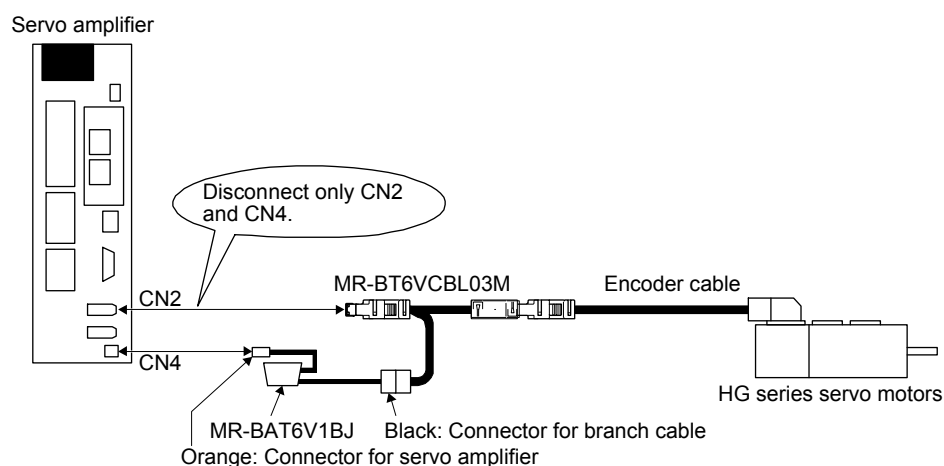 Servo amplifier
Disconnect only CN2
and CN4.
MR-BT6VCBL03M
Encoder cable
CN2
CN4
HG series servo motors
MR-BAT6V1BJ
Black: Connector for branch cable
Orange: Connector for servo amplifier